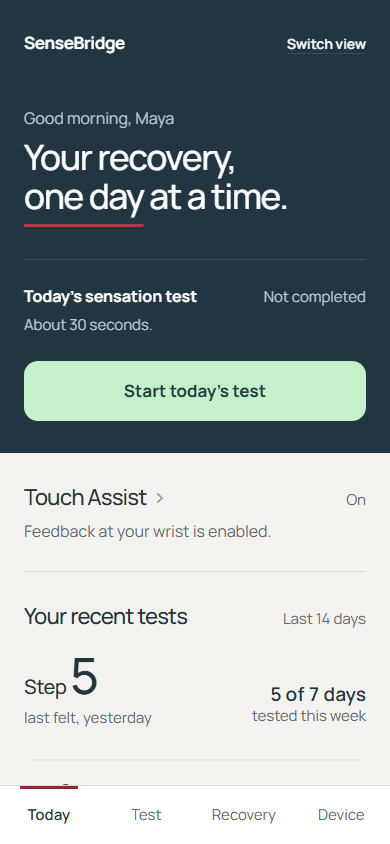 SenseBridge
Switch view
Good morning, Maya
Your recovery,
one day at a time.
Today's sensation test
Not completed
About 30 seconds.
Start today's test
Touch Assist
On
Feedback at your wrist is enabled.
Your recent tests
Last 14 days
Step 5
last felt, yesterday
5 of 7 days
tested this week
Today
Test
Recovery
Device